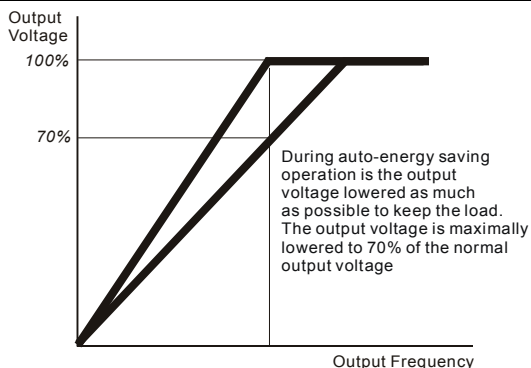 Output
Voltage
100%
70%
During auto-energy saving
operation is the output
voltage lowered as much
as possible to keep the load.
The output voltage is maximally
lowered to 70% of the normal
output voltage
Output Frequency